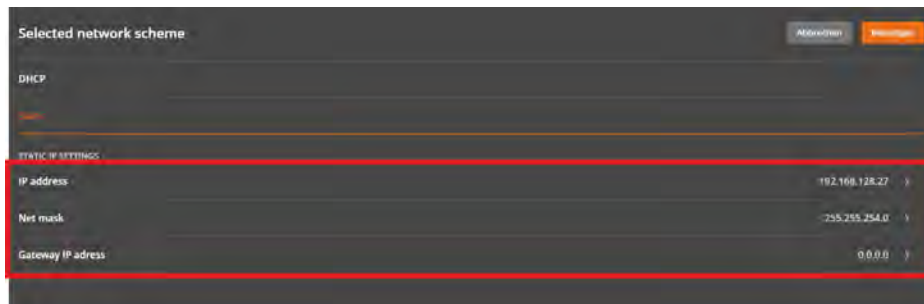 Selected network scheme
Abbrechen
DHCP
STATIC IP SETTINGS
IP address 192.168.128.27
Net mask 255.255.254.0
Gateway IP adress 0.0.0.0